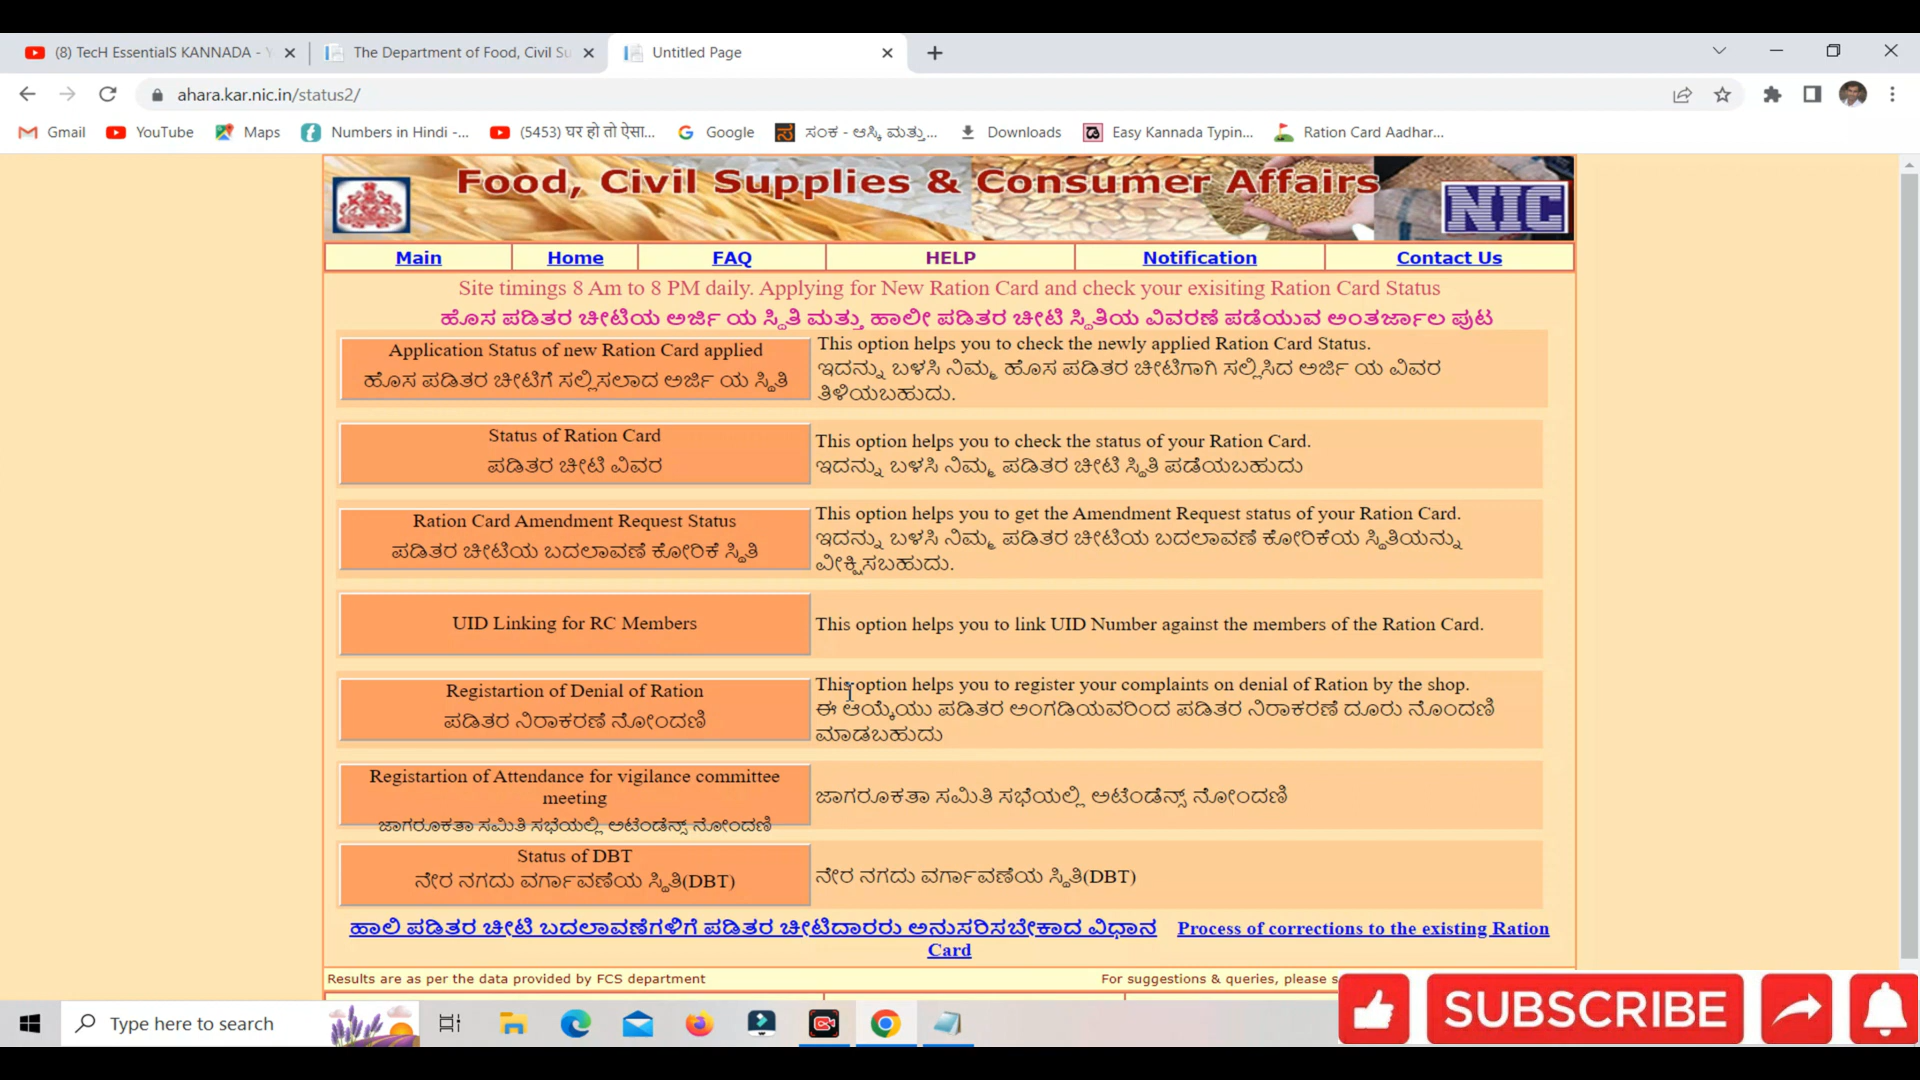 (8) TecH EssentialS KANNADA - Y
The Department of Food, Civil Su
Untitled Page
ahara.kar.nic.in/status2/
Gmail
YouTube
Maps
Numbers in Hindi -...
(5453) घर हो तो ऐसा...
Google
ಸಂಕ - ಆಸ್ಕಿ ಮತ್ತು...
Downloads
Easy Kannada Typin...
Ration Card Aadhar...
Food, Civil Supplies & Consumer Affairs
NIC
Main
Home
FAQ
HELP
Notification
Contact Us
Site timings 8 Am to 8 PM daily. Applying for New Ration Card and check your exisiting Ration Card Status
ಹೊಸ ಪಡಿತರ ಚೀಟಿಯ ಅರ್ಜಿ ಯ ಸ್ಥಿತಿ ಮತ್ತು ಹಾಲೀ ಪಡಿತರ ಚೀಟಿ ಸ್ಥಿತಿಯ ವಿವರಣೆ ಪಡೆಯುವ ಅಂತರ್ಜಾಲ ಪುಟ
Application Status of new Ration Card applied
ಹೊಸ ಪಡಿತರ ಚೀಟಿಗೆ ಸಲ್ಲಿಸಲಾದ ಅರ್ಜಿ ಯ ಸ್ಥಿತಿ
This option helps you to check the newly applied Ration Card Status.
ಇದನ್ನು ಬಳಸಿ ನಿಮ್ಮ ಹೊಸ ಪಡಿತರ ಚೀಟಿಗಾಗಿ ಸಲ್ಲಿಸಿದ ಅರ್ಜಿ ಯ ವಿವರ
ತಿಳಿಯಬಹುದು.
Status of Ration Card
ಪಡಿತರ ಚೀಟಿ ವಿವರ
This option helps you to check the status of your Ration Card.
ಇದನ್ನು ಬಳಸಿ ನಿಮ್ಮ ಪಡಿತರ ಚೀಟಿ ಸ್ಥಿತಿ ಪಡೆಯಬಹುದು
Ration Card Amendment Request Status
ಪಡಿತರ ಚೀಟಿಯ ಬದಲಾವಣೆ ಕೋರಿಕೆ ಸ್ಥಿತಿ
This option helps you to get the Amendment Request status of your Ration Card.
ಇದನ್ನು ಬಳಸಿ ನಿಮ್ಮ ಪಡಿತರ ಚೀಟಿಯ ಬದಲಾವಣೆ ಕೋರಿಕೆಯ ಸ್ಥಿತಿಯನ್ನು
ವೀಕ್ಷಿಸಬಹುದು.
UID Linking for RC Members
This option helps you to link UID Number against the members of the Ration Card.
Registartion of Denial of Ration
ಪಡಿತರ ನಿರಾಕರಣೆ ನೋಂದಣಿ
This option helps you to register your complaints on denial of Ration by the shop.
ಈ ಆಯ್ಕೆಯು ಪಡಿತರ ಅಂಗಡಿಯವರಿಂದ ಪಡಿತರ ನಿರಾಕರಣೆ ದೂರು ನೊಂದಣಿ
ಮಾಡಬಹುದು
Registartion of Attendance for vigilance committee
meeting
ಜಾಗರೂಕತಾ ಸಮಿತಿ ಸಭೆಯಲ್ಲಿ ಅಟೆಂಡೆನ್ಸ್ ನೋಂದಣಿ
ಜಾಗರೂಕತಾ ಸಮಿತಿ ಸಭೆಯಲ್ಲಿ ಅಟೆಂಡೆನ್ಸ್ ನೋಂದಣಿ
Status of DBT
ನೇರ ನಗದು ವರ್ಗಾವಣೆಯ ಸ್ಥಿತಿ(DBT)
ನೇರ ನಗದು ವರ್ಗಾವಣೆಯ ಸ್ಥಿತಿ(DBT)
ಹಾಲಿ ಪಡಿತರ ಚೀಟಿ ಬದಲಾವಣೆಗಳಿಗೆ ಪಡಿತರ ಚೀಟಿದಾರರು ಅನುಸರಿಸಬೇಕಾದ ವಿಧಾನ Process of corrections to the existing Ration
Card
Results are as per the data provided by FCS department
For suggestions & queries, please s
SUBSCRIBE
Type here to search